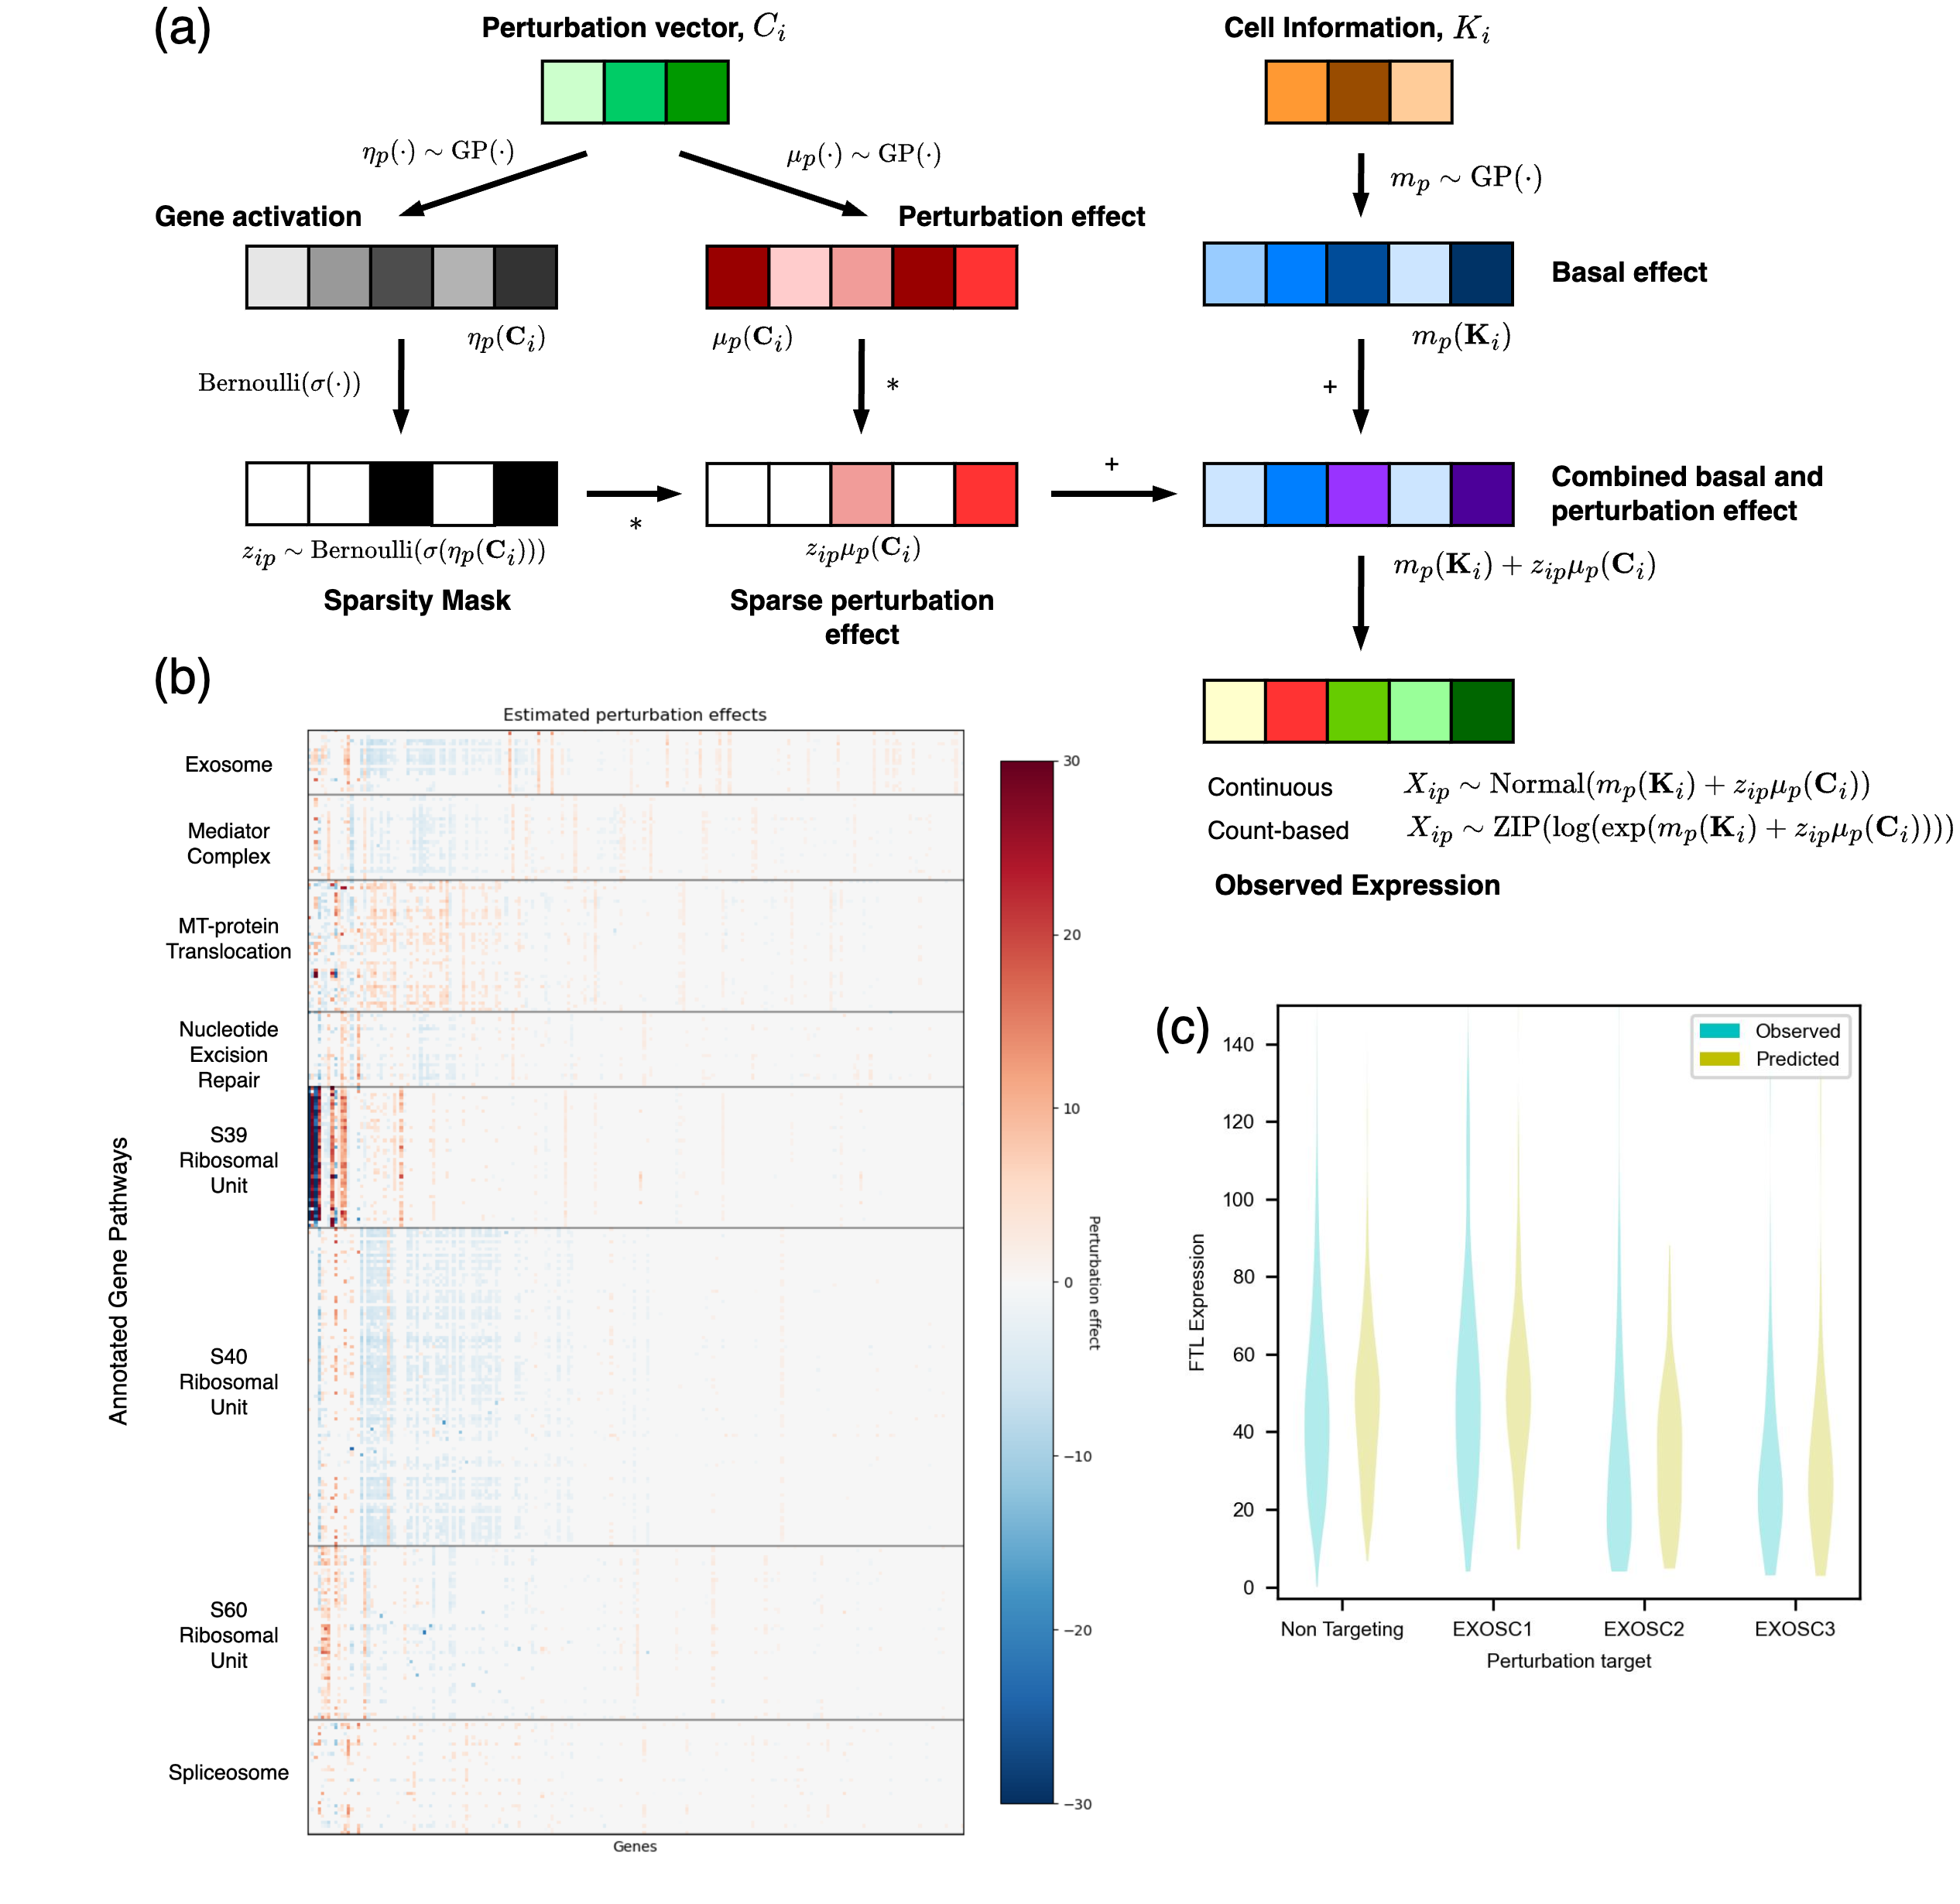 (a)
Perturbation vector, $C_i$
Cell Information, $K_i$
$\eta_p(\cdot) \sim \mathrm{GP}(\cdot)$
$\mu_p(\cdot) \sim \mathrm{GP}(\cdot)$
$m_p \sim \mathrm{GP}(\cdot)$
Gene activation
Perturbation effect
Basal effect
$\eta_p(\mathbf{C}_i)$
$\mu_p(\mathbf{C}_i)$
$m_p(\mathbf{K}_i)$
$\mathrm{Bernoulli}(\sigma(\cdot))$
*
+
*
+
Combined basal and
perturbation effect
$z_{ip} \sim \mathrm{Bernoulli}(\sigma(\eta_p(\mathbf{C}_i)))$
$z_{ip}\mu_p(\mathbf{C}_i)$
$m_p(\mathbf{K}_i) + z_{ip}\mu_p(\mathbf{C}_i)$
Sparsity Mask
Sparse perturbation
effect
Continuous $X_{ip} \sim \mathrm{Normal}(m_p(\mathbf{K}_i) + z_{ip}\mu_p(\mathbf{C}_i))$
Count-based $X_{ip} \sim \mathrm{ZIP}(\log(\exp(m_p(\mathbf{K}_i) + z_{ip}\mu_p(\mathbf{C}_i))))$
Observed Expression
(b)
Estimated perturbation effects
Annotated Gene Pathways
Exosome
Mediator
Complex
MT-protein
Translocation
Nucleotide
Excision
Repair
S39
Ribosomal
Unit
S40
Ribosomal
Unit
S60
Ribosomal
Unit
Spliceosome
Genes
30
20
10
0
−10
−20
−30
Perturbation effect
(c)
Observed
Predicted
FTL Expression
140
120
100
80
60
40
20
0
Non Targeting
EXOSC1
EXOSC2
EXOSC3
Perturbation target